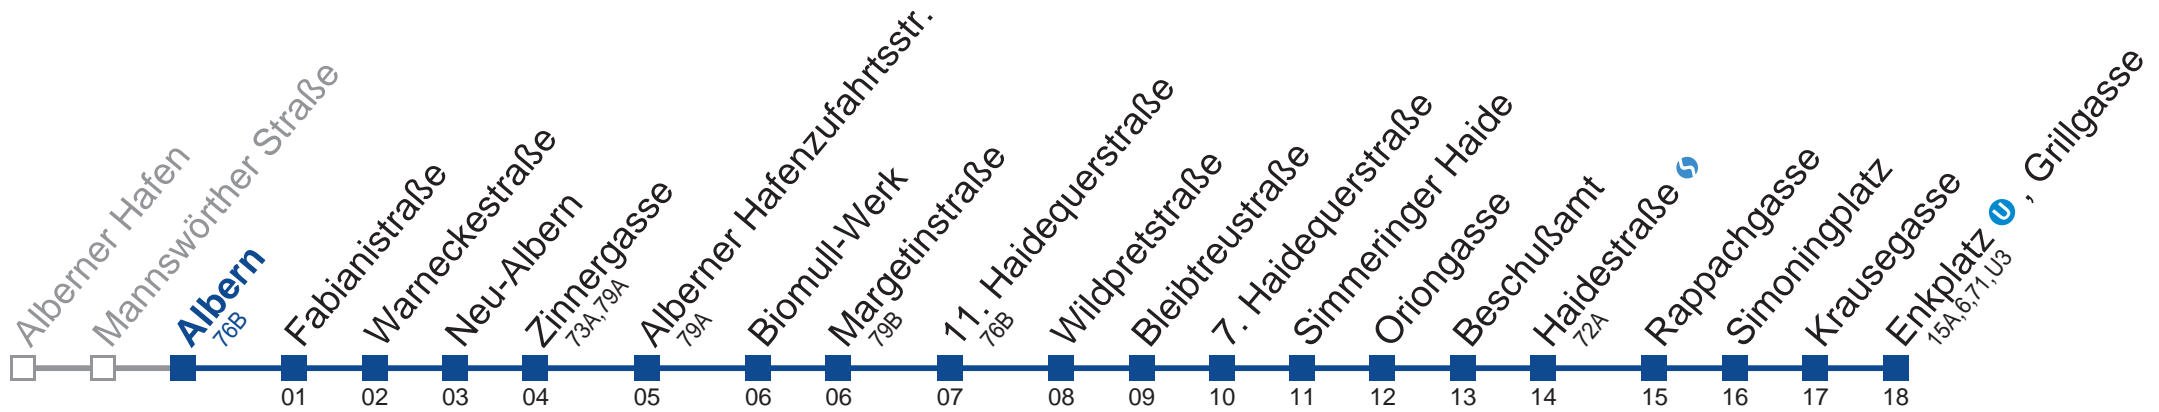 Alberner Hafen
Mannswörther Straße
Albern
76B
Fabianistraße
Warneckestraße
Neu-Albern
Zinnergasse
73A,79A
Alberner Hafenzufahrtsstr.
79A
Biomull-Werk
Margetinstraße
79B
11. Haidequerstraße
76B
Wildpretstraße
Bleibtreustraße
7. Haidequerstraße
Simmeringer Haide
Oriongasse
Beschußamt
Haidestraße S
72A
Rappachgasse
Simoningplatz
Krausegasse
Enkplatz U , Grillgasse
15A,6,71,U3
01 02 03 04 05 06 06 07 08 09 10 11 12 13 14 15 16 17 18